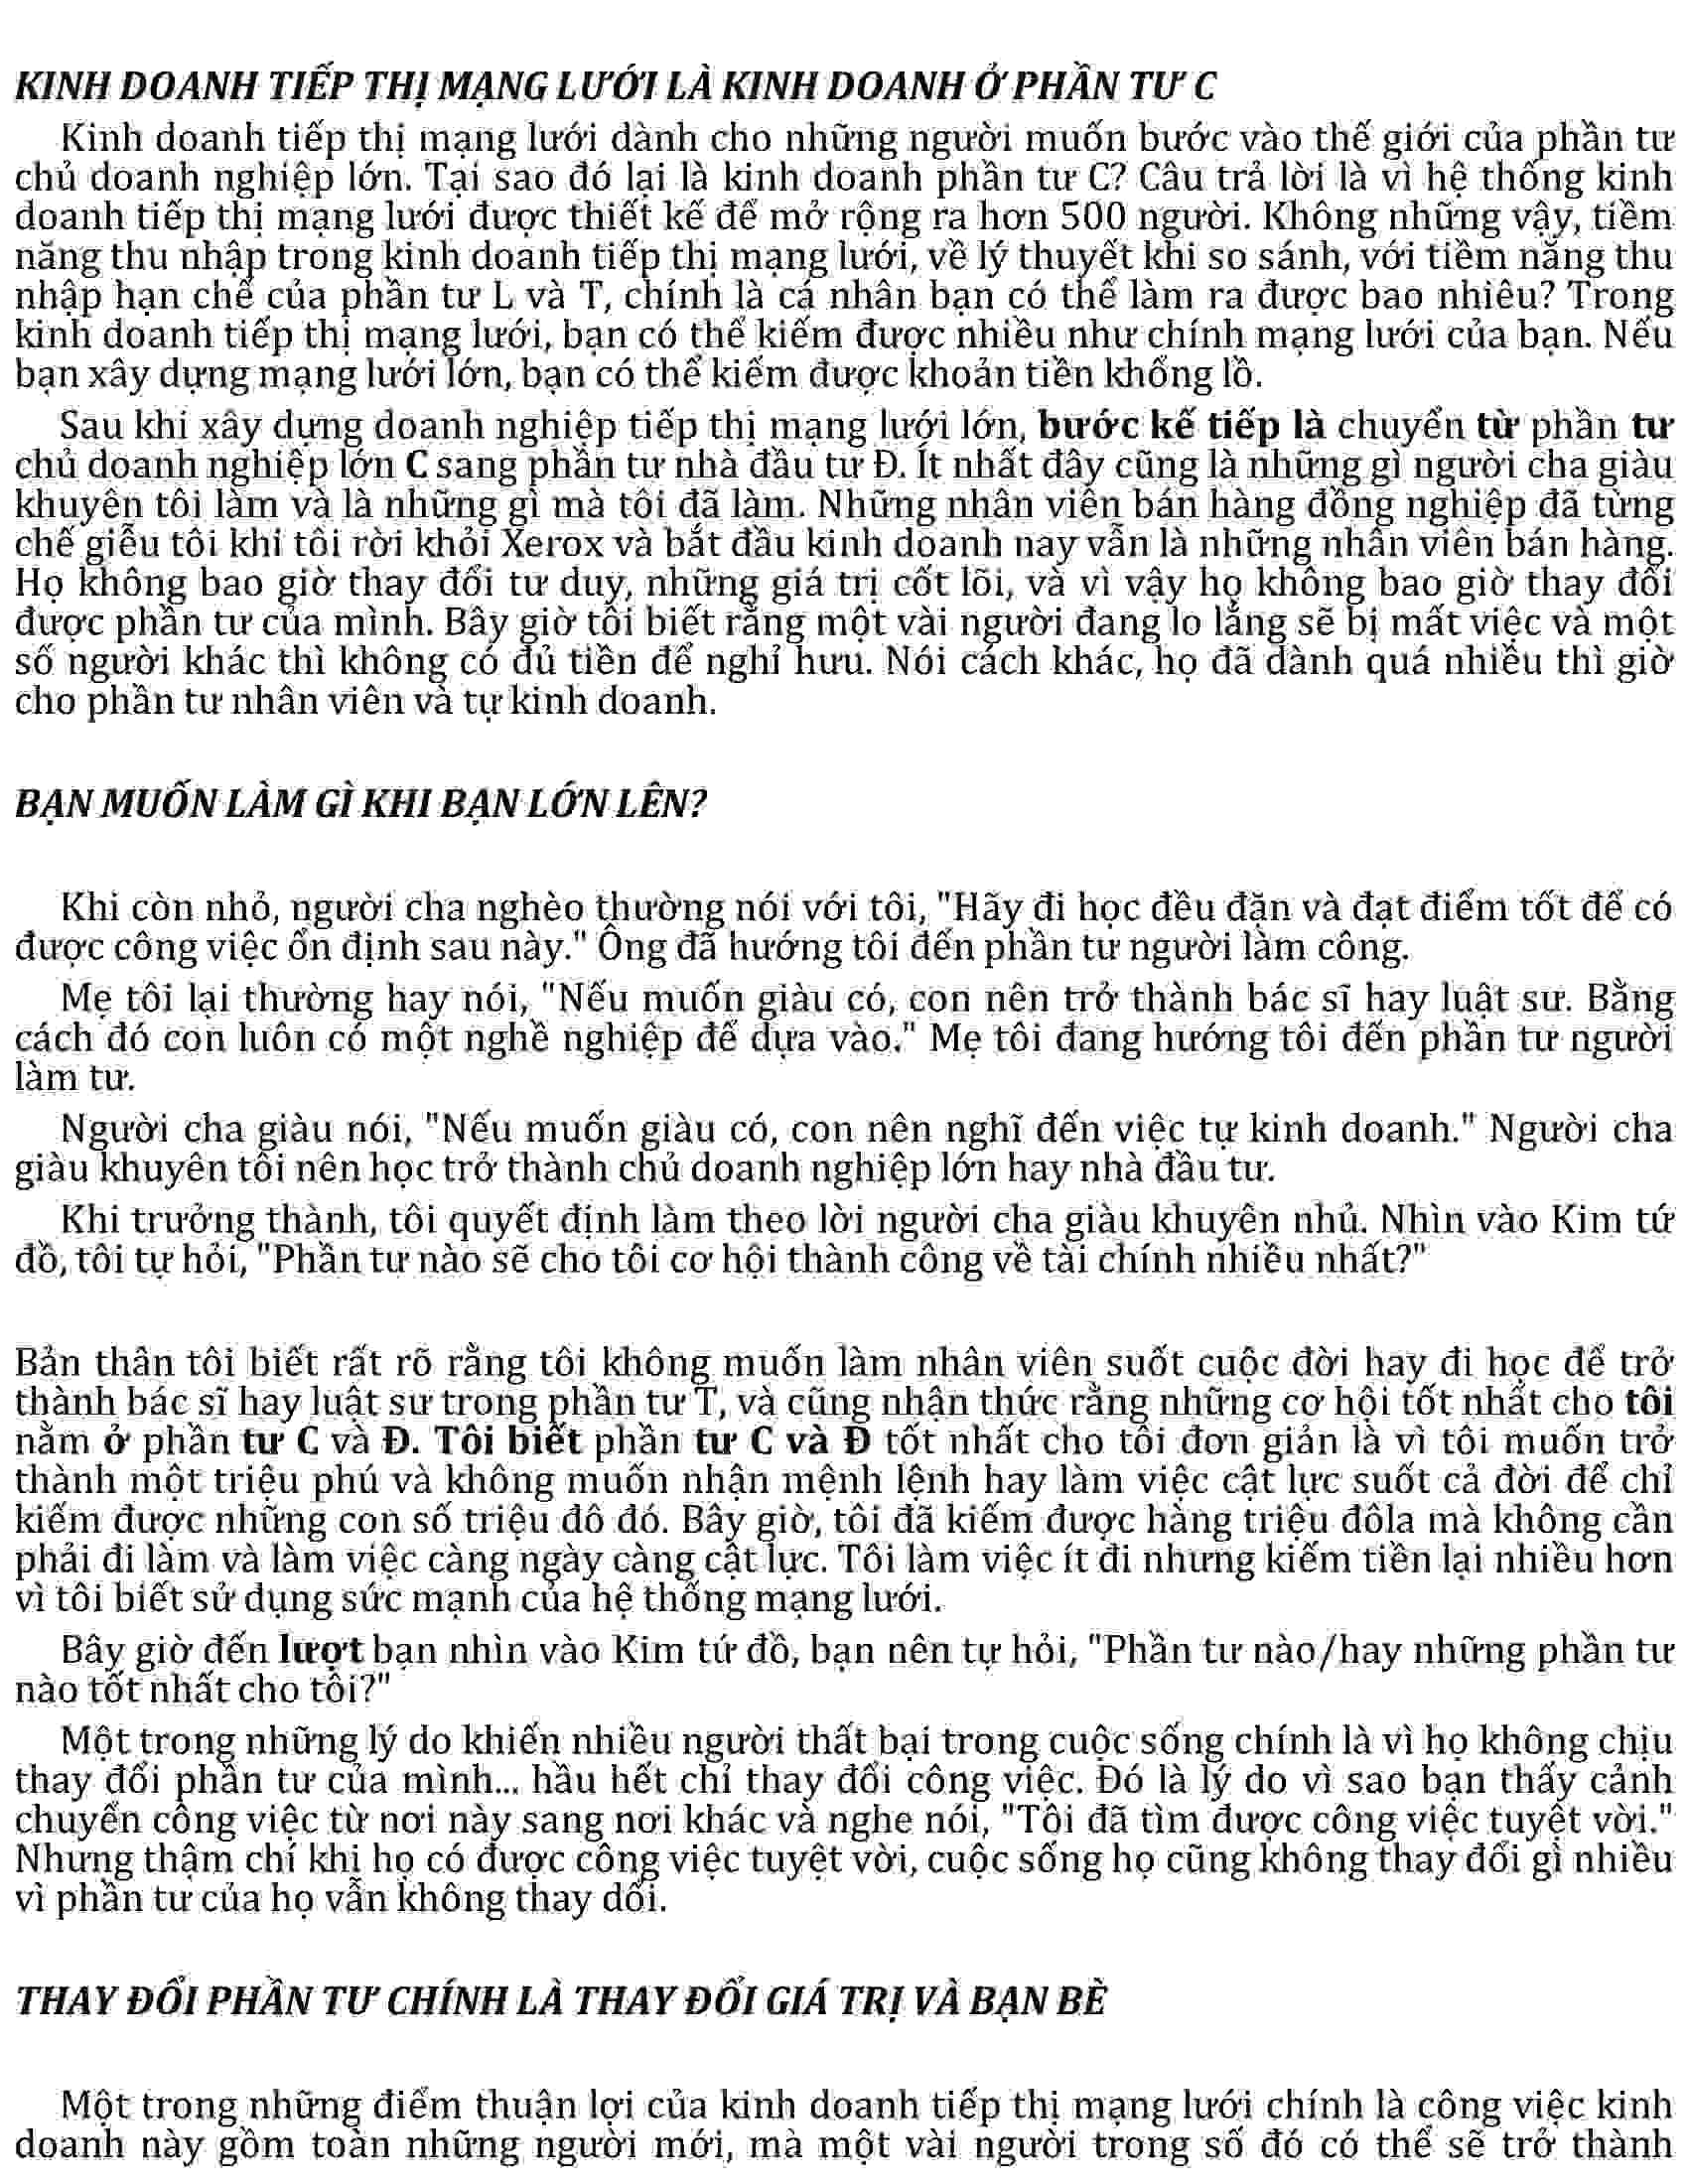 KINH DOANH TIẾP THỊ MẠNG LƯỚI LÀ KINH DOANH Ở PHẦN TƯ C
Kinh doanh tiếp thị mạng lưới dành cho những người muốn bước vào thế giới của phần tư
chủ doanh nghiệp lớn. Tại sao đó lại là kinh doanh phần tư C? Câu trả lời là vì hệ thống kinh
doanh tiếp thị mạng lưới được thiết kế để mở rộng ra hơn 500 người. Không những vậy, tiềm
năng thu nhập trong kinh doanh tiếp thị mạng lưới, về lý thuyết khi so sánh, với tiềm năng thu
nhập hạn chế của phần tư L và T, chính là cá nhân bạn có thể làm ra được bao nhiêu? Trong
kinh doanh tiếp thị mạng lưới, bạn có thể kiếm được nhiều như chính mạng lưới của bạn. Nếu
bạn xây dựng mạng lưới lớn, bạn có thể kiếm được khoản tiền khổng lồ.
Sau khi xây dựng doanh nghiệp tiếp thị mạng lưới lớn, bước kế tiếp là chuyển từ phần tư
chủ doanh nghiệp lớn C sang phần tư nhà đầu tư Đ. Ít nhất đây cũng là những gì người cha giàu
khuyên tôi làm và là những gì mà tôi đã làm. Những nhân viên bán hàng đồng nghiệp đã từng
chế giễu tôi khi tôi rời khỏi Xerox và bắt đầu kinh doanh nay vẫn là những nhân viên bán hàng.
Họ không bao giờ thay đổi tư duy, những giá trị cốt lõi, và vì vậy họ không bao giờ thay đổi
được phần tư của mình. Bây giờ tôi biết rằng một vài người đang lo lắng sẽ bị mất việc và một
số người khác thì không có đủ tiền để nghỉ hưu. Nói cách khác, họ đã dành quá nhiều thì giờ
cho phần tư nhân viên và tự kinh doanh.
BẠN MUỐN LÀM GÌ KHI BẠN LỚN LÊN?
Khi còn nhỏ, người cha nghèo thường nói với tôi, "Hãy đi học đều đặn và đạt điểm tốt để có
được công việc ổn định sau này." Ông đã hướng tôi đến phần tư người làm công.
Mẹ tôi lại thường hay nói, "Nếu muốn giàu có, con nên trở thành bác sĩ hay luật sư. Bằng
cách đó con luôn có một nghề nghiệp để dựa vào." Mẹ tôi đang hướng tôi đến phần tư người
làm tư.
Người cha giàu nói, "Nếu muốn giàu có, con nên nghĩ đến việc tự kinh doanh." Người cha
giàu khuyên tôi nên học trở thành chủ doanh nghiệp lớn hay nhà đầu tư.
Khi trưởng thành, tôi quyết định làm theo lời người cha giàu khuyên nhủ. Nhìn vào Kim tứ
đồ, tôi tự hỏi, "Phần tư nào sẽ cho tôi cơ hội thành công về tài chính nhiều nhất?"
Bản thân tôi biết rất rõ rằng tôi không muốn làm nhân viên suốt cuộc đời hay đi học để trở
thành bác sĩ hay luật sư trong phần tư T, và cũng nhận thức rằng những cơ hội tốt nhất cho tôi
nằm ở phần tư C và Đ. Tôi biết phần tư C và Đ tốt nhất cho tôi đơn giản là vì tôi muốn trở
thành một triệu phú và không muốn nhận mệnh lệnh hay làm việc cật lực suốt cả đời để chỉ
kiếm được những con số triệu đô đó. Bây giờ, tôi đã kiếm được hàng triệu đôla mà không cần
phải đi làm và làm việc càng ngày càng cật lực. Tôi làm việc ít đi nhưng kiếm tiền lại nhiều hơn
vì tôi biết sử dụng sức mạnh của hệ thống mạng lưới.
Bây giờ đến lượt bạn nhìn vào Kim tứ đồ, bạn nên tự hỏi, "Phần tư nào/hay những phần tư
nào tốt nhất cho tôi?"
Một trong những lý do khiến nhiều người thất bại trong cuộc sống chính là vì họ không chịu
thay đổi phần tư của mình... hầu hết chỉ thay đổi công việc. Đó là lý do vì sao bạn thấy cảnh
chuyển công việc từ nơi này sang nơi khác và nghe nói, "Tôi đã tìm được công việc tuyệt vời."
Nhưng thậm chí khi họ có được công việc tuyệt vời, cuộc sống họ cũng không thay đổi gì nhiều
vì phần tư của họ vẫn không thay dổi.
THAY ĐỔI PHẦN TƯ CHÍNH LÀ THAY ĐỔI GIÁ TRỊ VÀ BẠN BÈ
Một trong những điểm thuận lợi của kinh doanh tiếp thị mạng lưới chính là công việc kinh
doanh này gồm toàn những người mới, mà một vài người trong số đó có thể sẽ trở thành